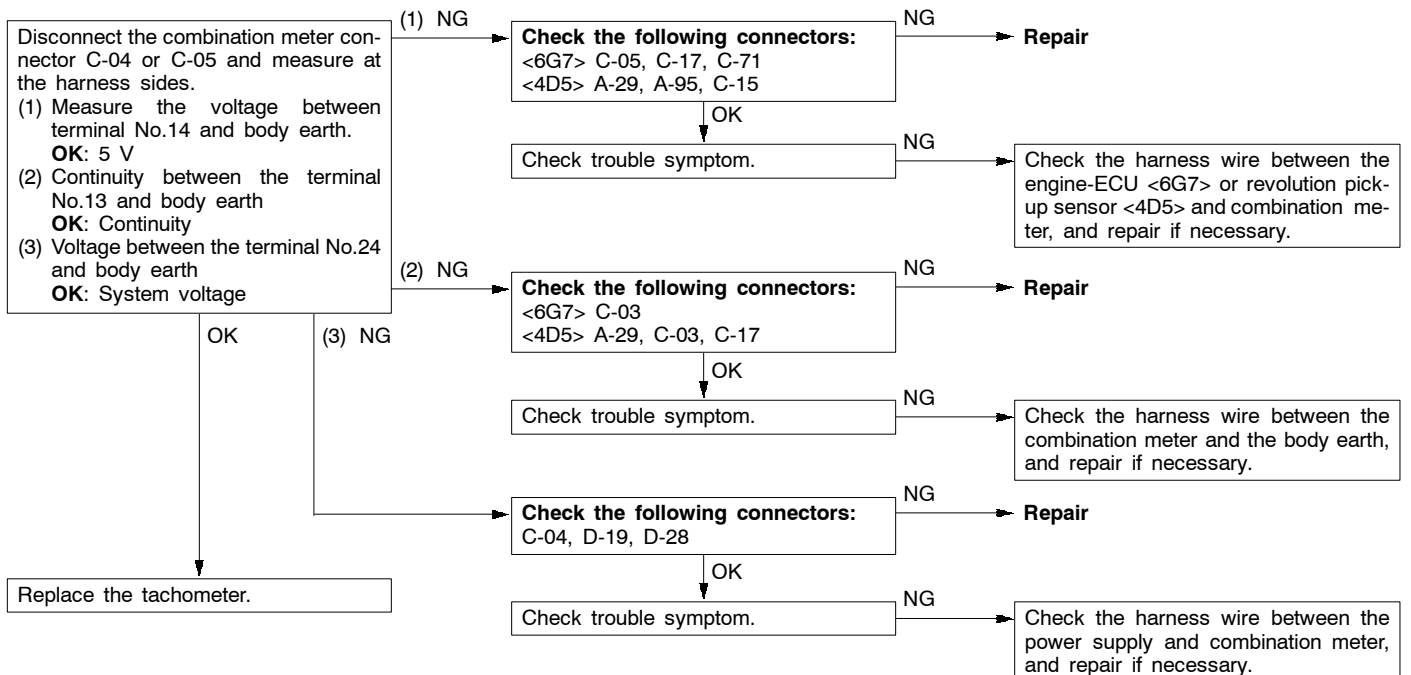 Disconnect the combination meter con-
nector C-04 or C-05 and measure at
the harness sides.
(1) Measure the voltage between
terminal No.14 and body earth.
OK: 5 V
(2) Continuity between the terminal
No.13 and body earth
OK: Continuity
(3) Voltage between the terminal No.24
and body earth
OK: System voltage
(1) NG
Check the following connectors:
<6G7> C-05, C-17, C-71
<4D5> A-29, A-95, C-15
NG
Repair
OK
Check trouble symptom.
NG
Check the harness wire between the
engine-ECU <6G7> or revolution pick-
up sensor <4D5> and combination me-
ter, and repair if necessary.
(2) NG
Check the following connectors:
<6G7> C-03
<4D5> A-29, C-03, C-17
NG
Repair
OK
(3) NG
OK
Check trouble symptom.
NG
Check the harness wire between the
combination meter and the body earth,
and repair if necessary.
Check the following connectors:
C-04, D-19, D-28
NG
Repair
OK
Replace the tachometer.
Check trouble symptom.
NG
Check the harness wire between the
power supply and combination meter,
and repair if necessary.